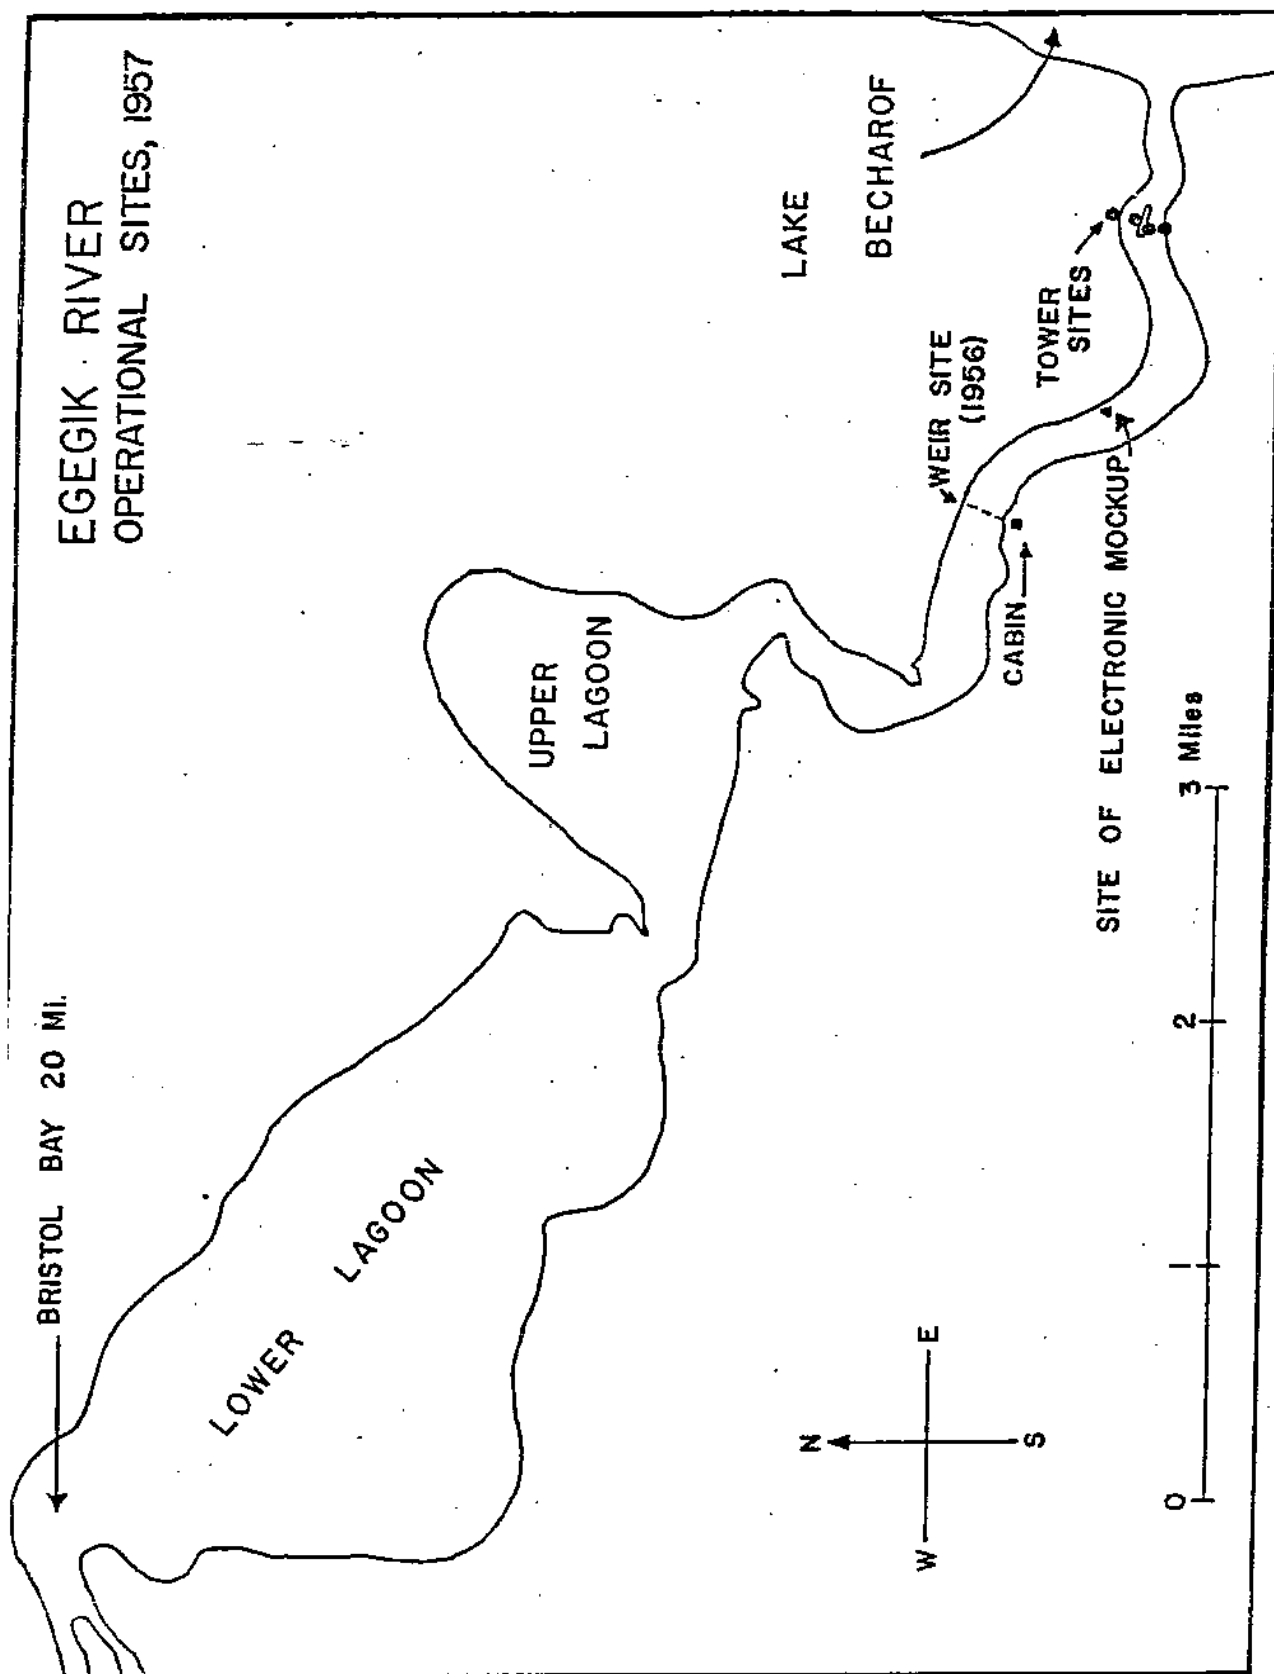 EGEGIK RIVER
OPERATIONAL SITES, 1957
BRISTOL BAY 20 MI.
LOWER
LAGOON
UPPER
LAGOON
LAKE
BECHAROF
WEIR SITE
(1956)
TOWER
SITES
CABIN
SITE OF ELECTRONIC MOCKUP
N
W
E
S
0
1
2
3 Miles